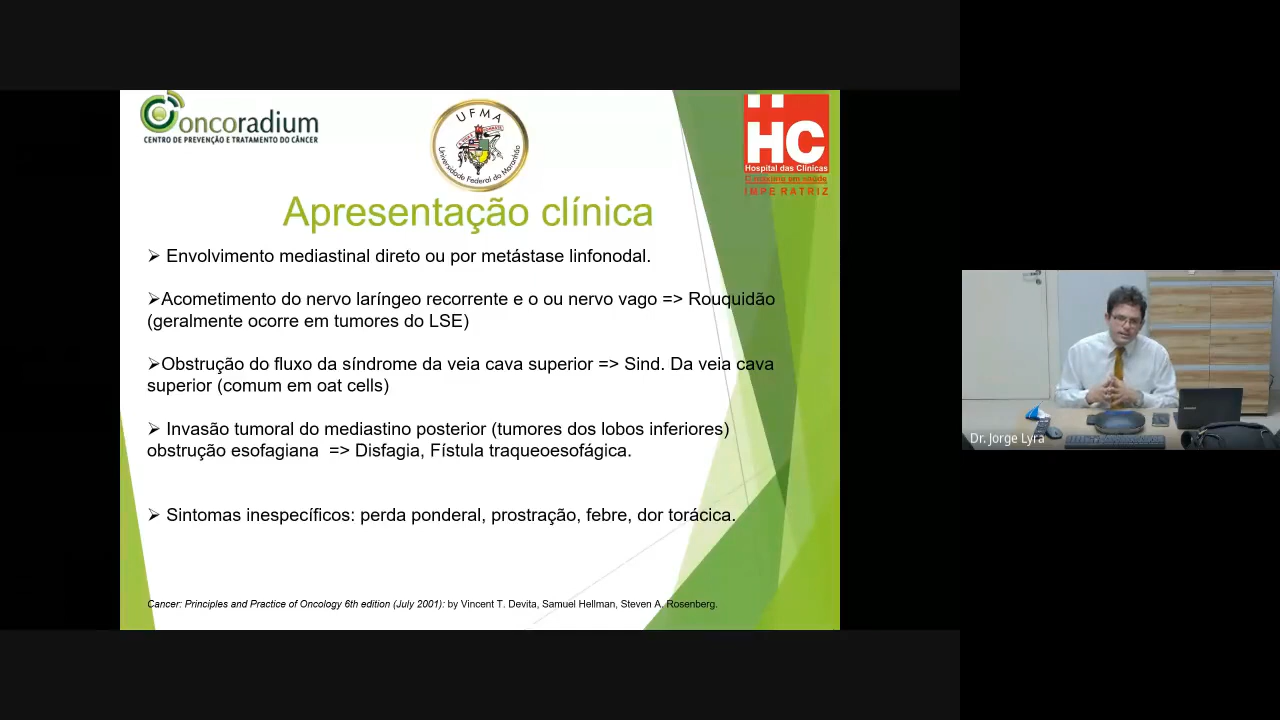 oncoradium
CENTRO DE PREVENÇÃO E TRATAMENTO DO CÂNCER
UFMA
Universidade Federal do Maranhão
HC
Hospital das Clínicas
IMPERATRIZ
Apresentação clínica
➢ Envolvimento mediastinal direto ou por metástase linfonodal.
➢Acometimento do nervo laríngeo recorrente e o ou nervo vago => Rouquidão
(geralmente ocorre em tumores do LSE)
➢Obstrução do fluxo da síndrome da veia cava superior => Sind. Da veia cava
superior (comum em oat cells)
➢ Invasão tumoral do mediastino posterior (tumores dos lobos inferiores)
obstrução esofagiana => Disfagia, Fístula traqueoesofágica.
➢ Sintomas inespecíficos: perda ponderal, prostração, febre, dor torácica.
Cancer: Principles and Practice of Oncology 6th edition (July 2001): by Vincent T. Devita, Samuel Hellman, Steven A. Rosenberg.
Dr. Jorge Lyra